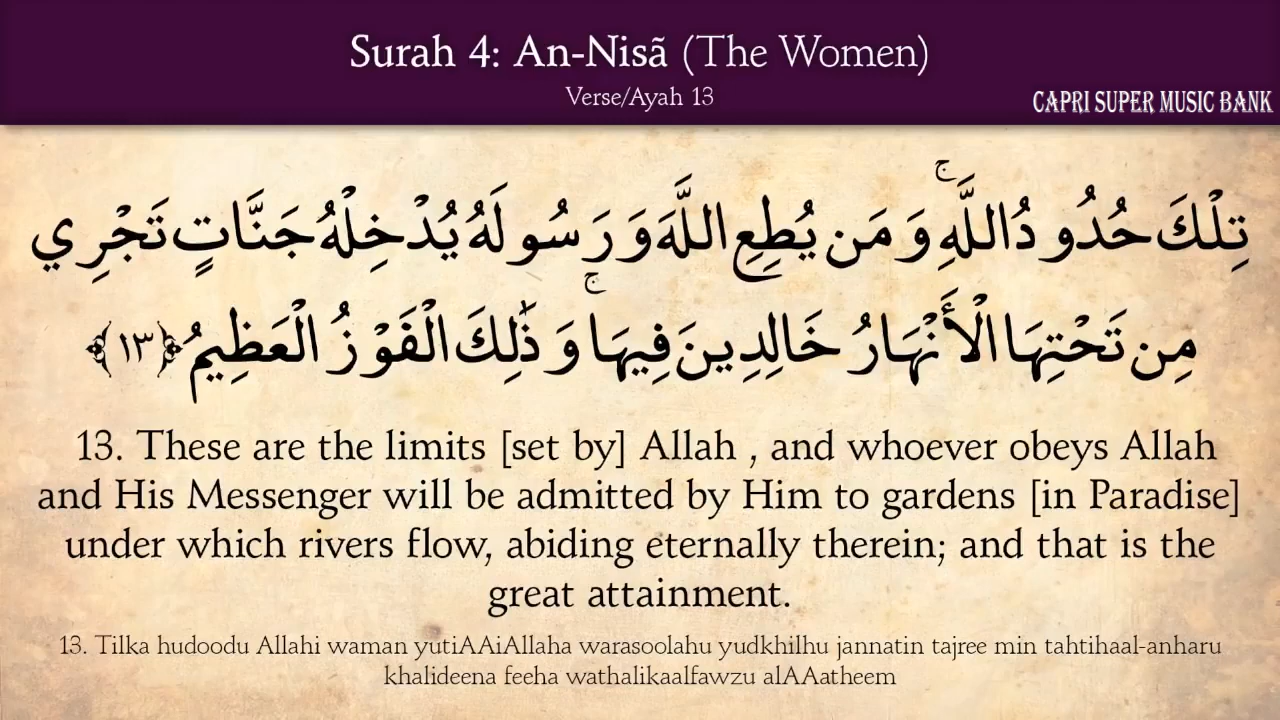 Surah 4: An-Nisã (The Women)
Verse/Ayah 13
CAPRI SUPER MUSIC BANK
تِلْكَ حُدُودُ اللَّهِ ۚ وَمَن يُطِعِ اللَّهَ وَرَسُولَهُ يُدْخِلْهُ جَنَّاتٍ تَجْرِي
مِن تَحْتِهَا الْأَنْهَارُ خَالِدِينَ فِيهَا ۚ وَذَٰلِكَ الْفَوْزُ الْعَظِيمُ ﴿١٣﴾
13. These are the limits [set by] Allah , and whoever obeys Allah
and His Messenger will be admitted by Him to gardens [in Paradise]
under which rivers flow, abiding eternally therein; and that is the
great attainment.
13. Tilka hudoodu Allahi waman yutiAAiAllaha warasoolahu yudkhilhu jannatin tajree min tahtihaal-anharu
khalideena feeha wathalikaalfawzu alAAatheem